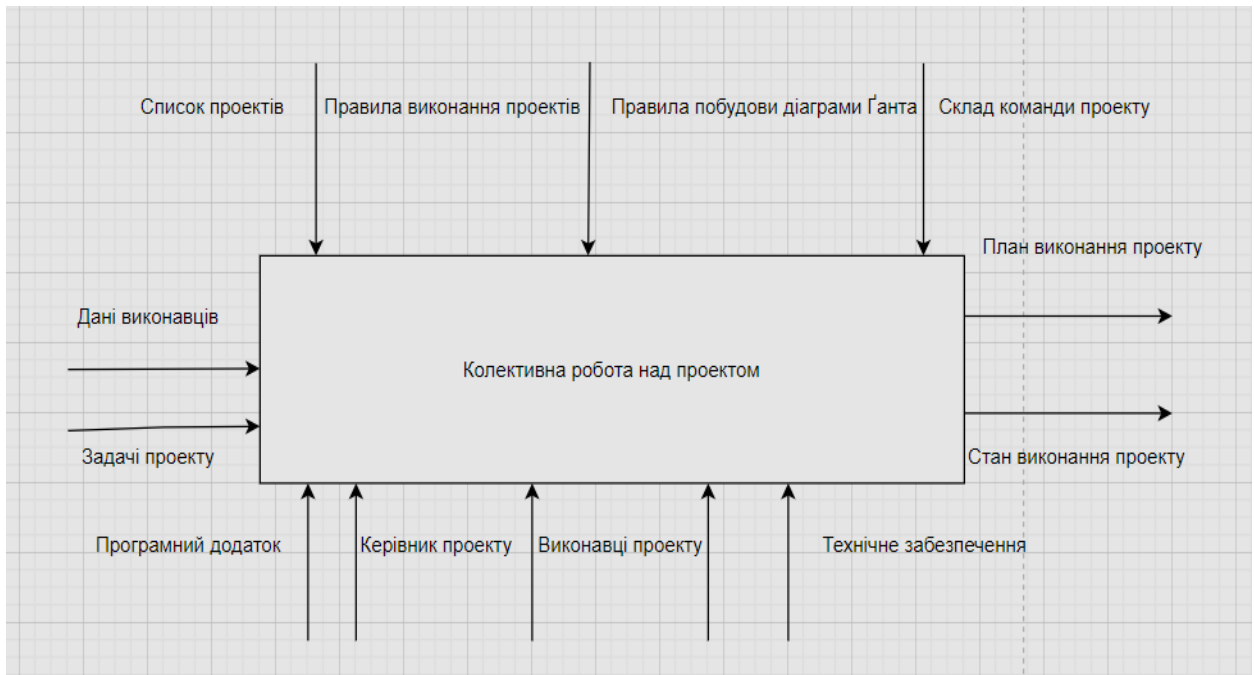 Список проектів
Правила виконання проектів
Правила побудови діаграми Ґанта
Склад команди проекту
План виконання проекту
Дані виконавців
Колективна робота над проектом
Задачі проекту
Стан виконання проекту
Програмний додаток
Керівник проекту
Виконавці проекту
Технічне забезпечення